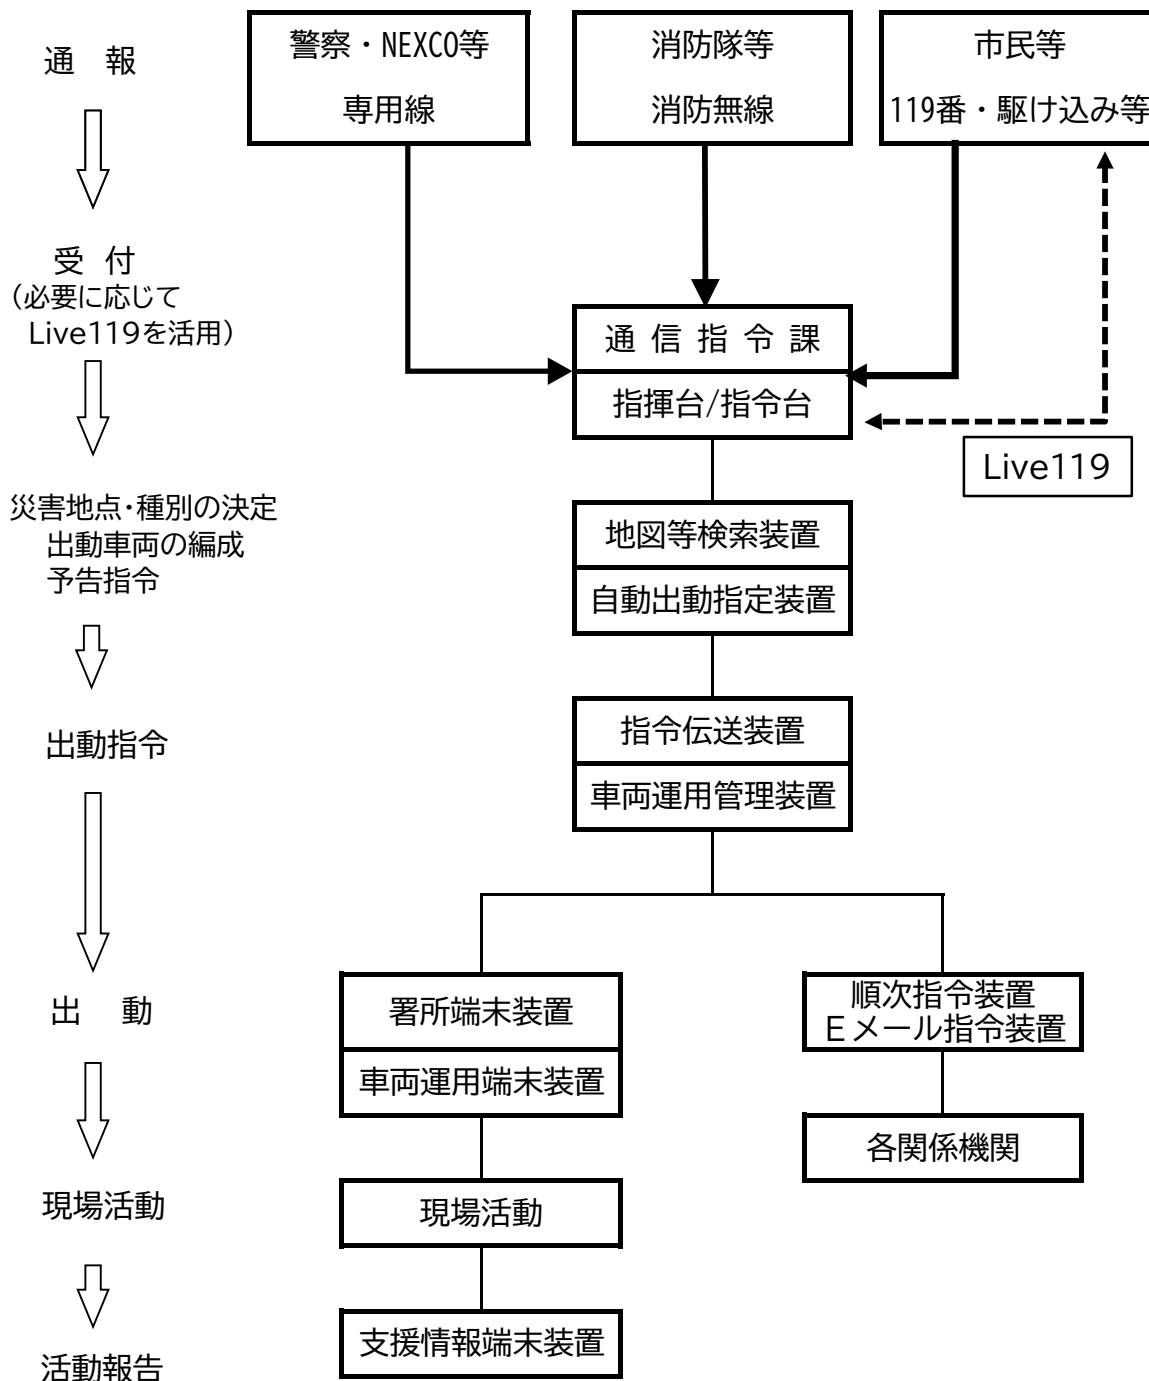 通 報
警察・NEXCO等
専用線
消防隊等
消防無線
市民等
119番・駆け込み等
受 付
(必要に応じて
Live119を活用)
通 信 指 令 課
指揮台/指令台
Live119
災害地点・種別の決定
出動車両の編成
予告指令
地図等検索装置
自動出動指定装置
出動指令
指令伝送装置
車両運用管理装置
出 動
署所端末装置
車両運用端末装置
順次指令装置
Eメール指令装置
各関係機関
現場活動
現場活動
活動報告
支援情報端末装置